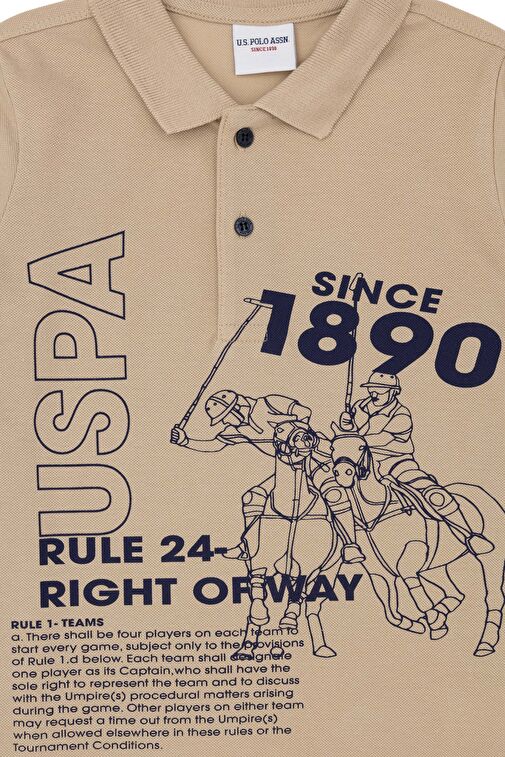 U.S. POLO ASSN.
SINCE 1890
USPA
SINCE
1890
RULE 24-
RIGHT OF WAY
RULE 1- TEAMS
a. There shall be four players on each team to
start every game, subject only to the provisions
of Rule 1.d below. Each team shall designate
one player as its Captain,who shall have the
sole right to represent the team and to discuss
with the Umpire(s) procedural matters arising
during the game. Other players on either team
may request a time out from the Umpire(s)
when allowed elsewhere in these rules or the
Tournament Conditions.